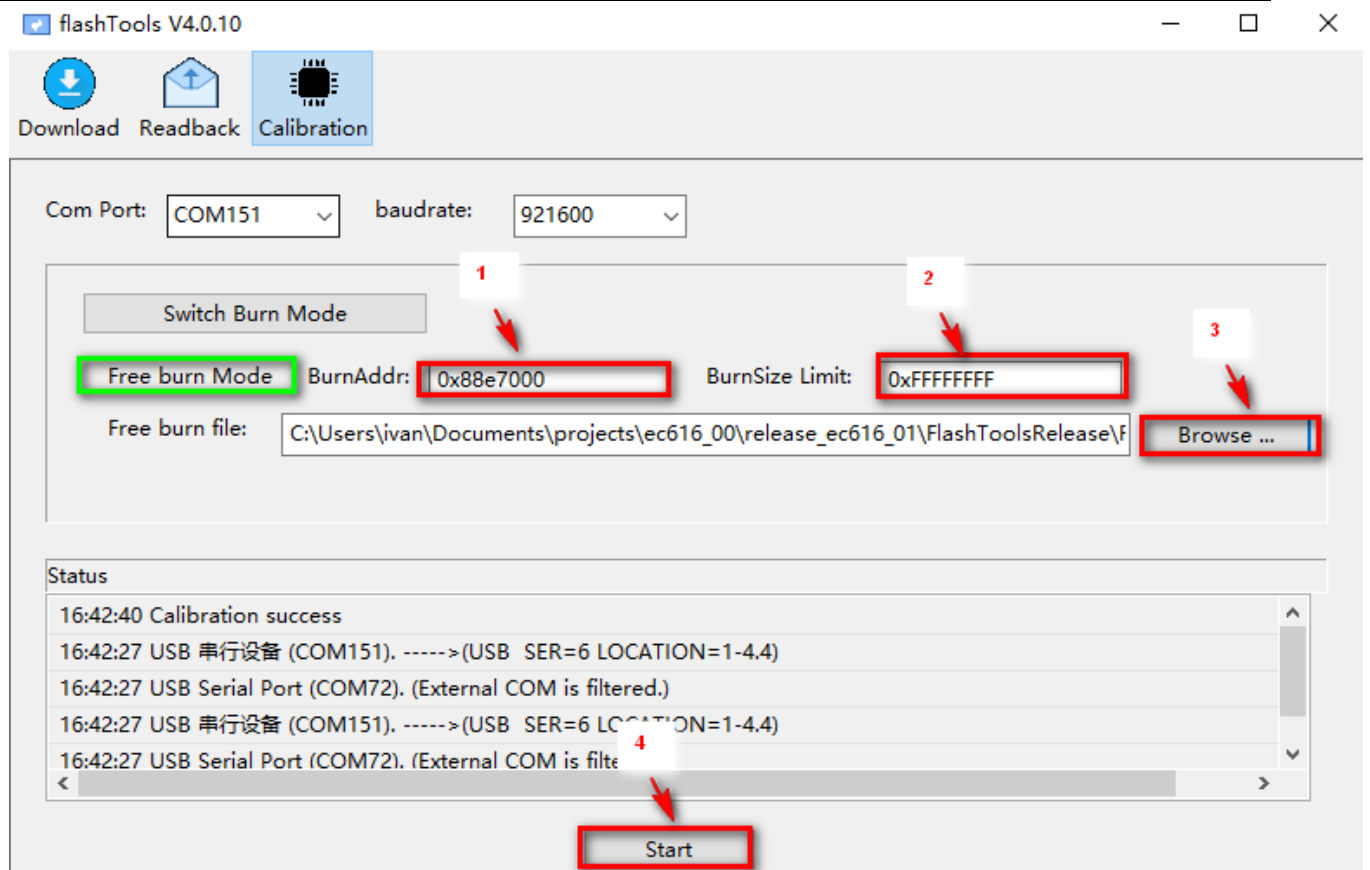 flashTools V4.0.10
Download Readback Calibration
Com Port: COM151 baudrate: 921600
1
2
Switch Burn Mode
3
Free burn Mode BurnAddr: 0x88e7000 BurnSize Limit: 0xFFFFFFFF
Free burn file: C:\Users\ivan\Documents\projects\ec616_00\release_ec616_01\FlashToolsRelease\F Browse ...
Status
16:42:40 Calibration success
16:42:27 USB 串行设备 (COM151). ----->(USB SER=6 LOCATION=1-4.4)
16:42:27 USB Serial Port (COM72). (External COM is filtered.)
16:42:27 USB 串行设备 (COM151). ----->(USB SER=6 LOCATION=1-4.4)
4
16:42:27 USB Serial Port (COM72). (External COM is filte
Start